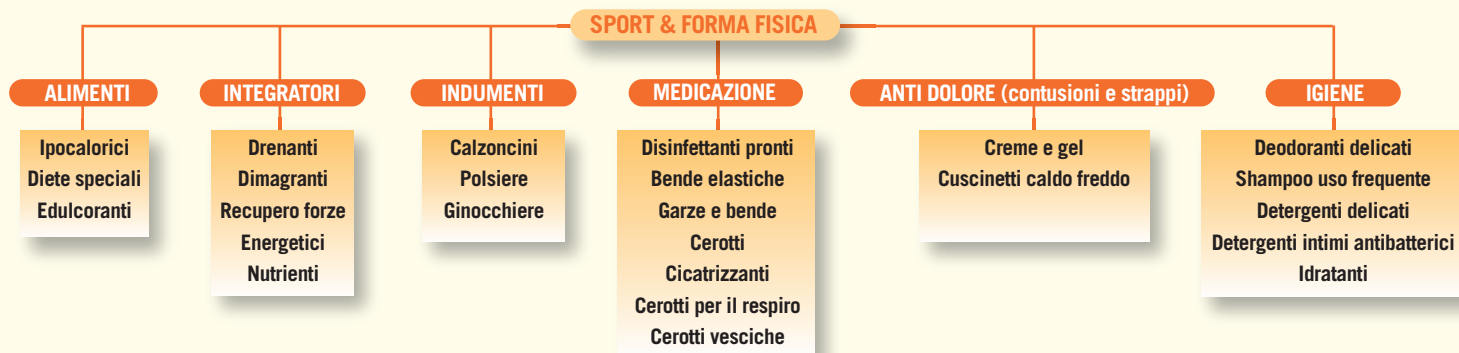 SPORT & FORMA FISICA
ALIMENTI
Ipocalorici
Diete speciali
Edulcoranti
INTEGRATORI
Drenanti
Dimagranti
Recupero forze
Energetici
Nutrienti
INDUMENTI
Calzoncini
Polsiere
Ginocchiere
MEDICAZIONE
Disinfettanti pronti
Bende elastiche
Garze e bende
Cerotti
Cicatrizzanti
Cerotti per il respiro
Cerotti vesciche
ANTI DOLORE (contusioni e strappi)
Creme e gel
Cuscinetti caldo freddo
IGIENE
Deodoranti delicati
Shampoo uso frequente
Detergenti delicati
Detergenti intimi antibatterici
Idratanti